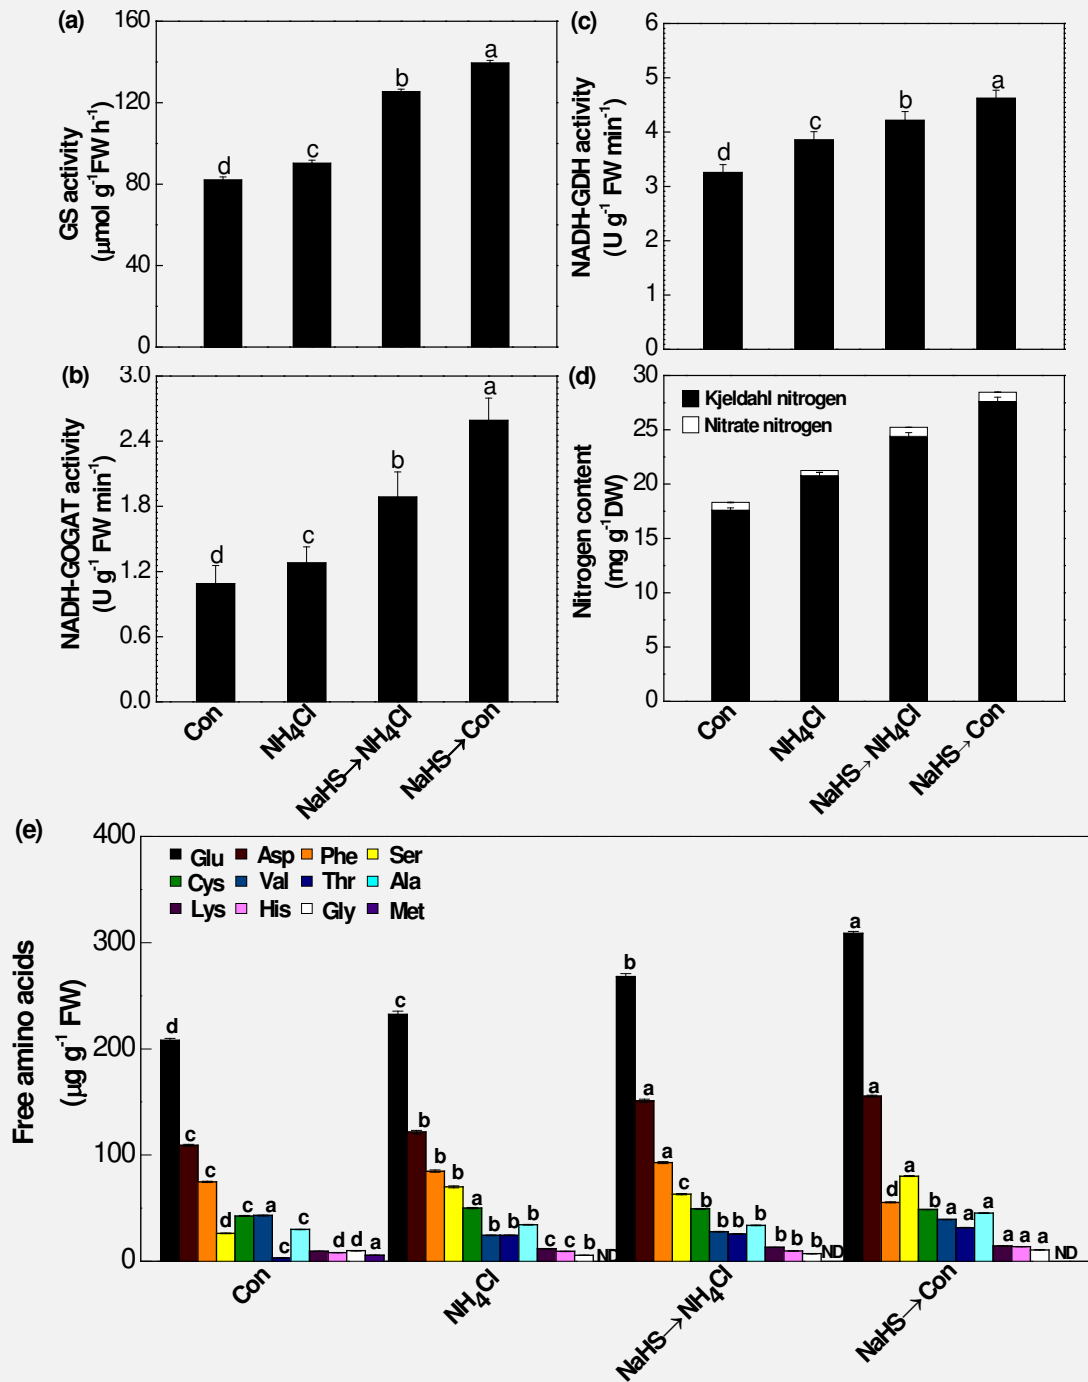 (a)
160
120
80
40
0
GS activity
(μmol g⁻¹FW h⁻¹)
d
c
b
a
(c)
6
5
4
3
2
1
0
NADH-GDH activity
(U g⁻¹ FW min⁻¹)
d
c
b
a
(b)
3.0
2.4
1.8
1.2
0.6
0.0
NADH-GOGAT activity
(U g⁻¹ FW min⁻¹)
d
c
b
a
Con
NH₄Cl
NaHS→NH₄Cl
NaHS→Con
(d)
30
25
20
15
10
5
0
Nitrogen content
(mg g⁻¹DW)
Kjeldahl nitrogen
Nitrate nitrogen
Con
NH₄Cl
NaHS→NH₄Cl
NaHS→Con
(e)
400
300
200
100
0
Free amino acids
(μg g⁻¹ FW)
Glu Asp Phe Ser
Cys Val Thr Ala
Lys His Gly Met
d c c d c a c c d d a
c b b b a b b b c c b ND
b a a c b b b b b b b ND
a a d a b a a a a a a ND
Con
NH₄Cl
NaHS→NH₄Cl
NaHS→Con